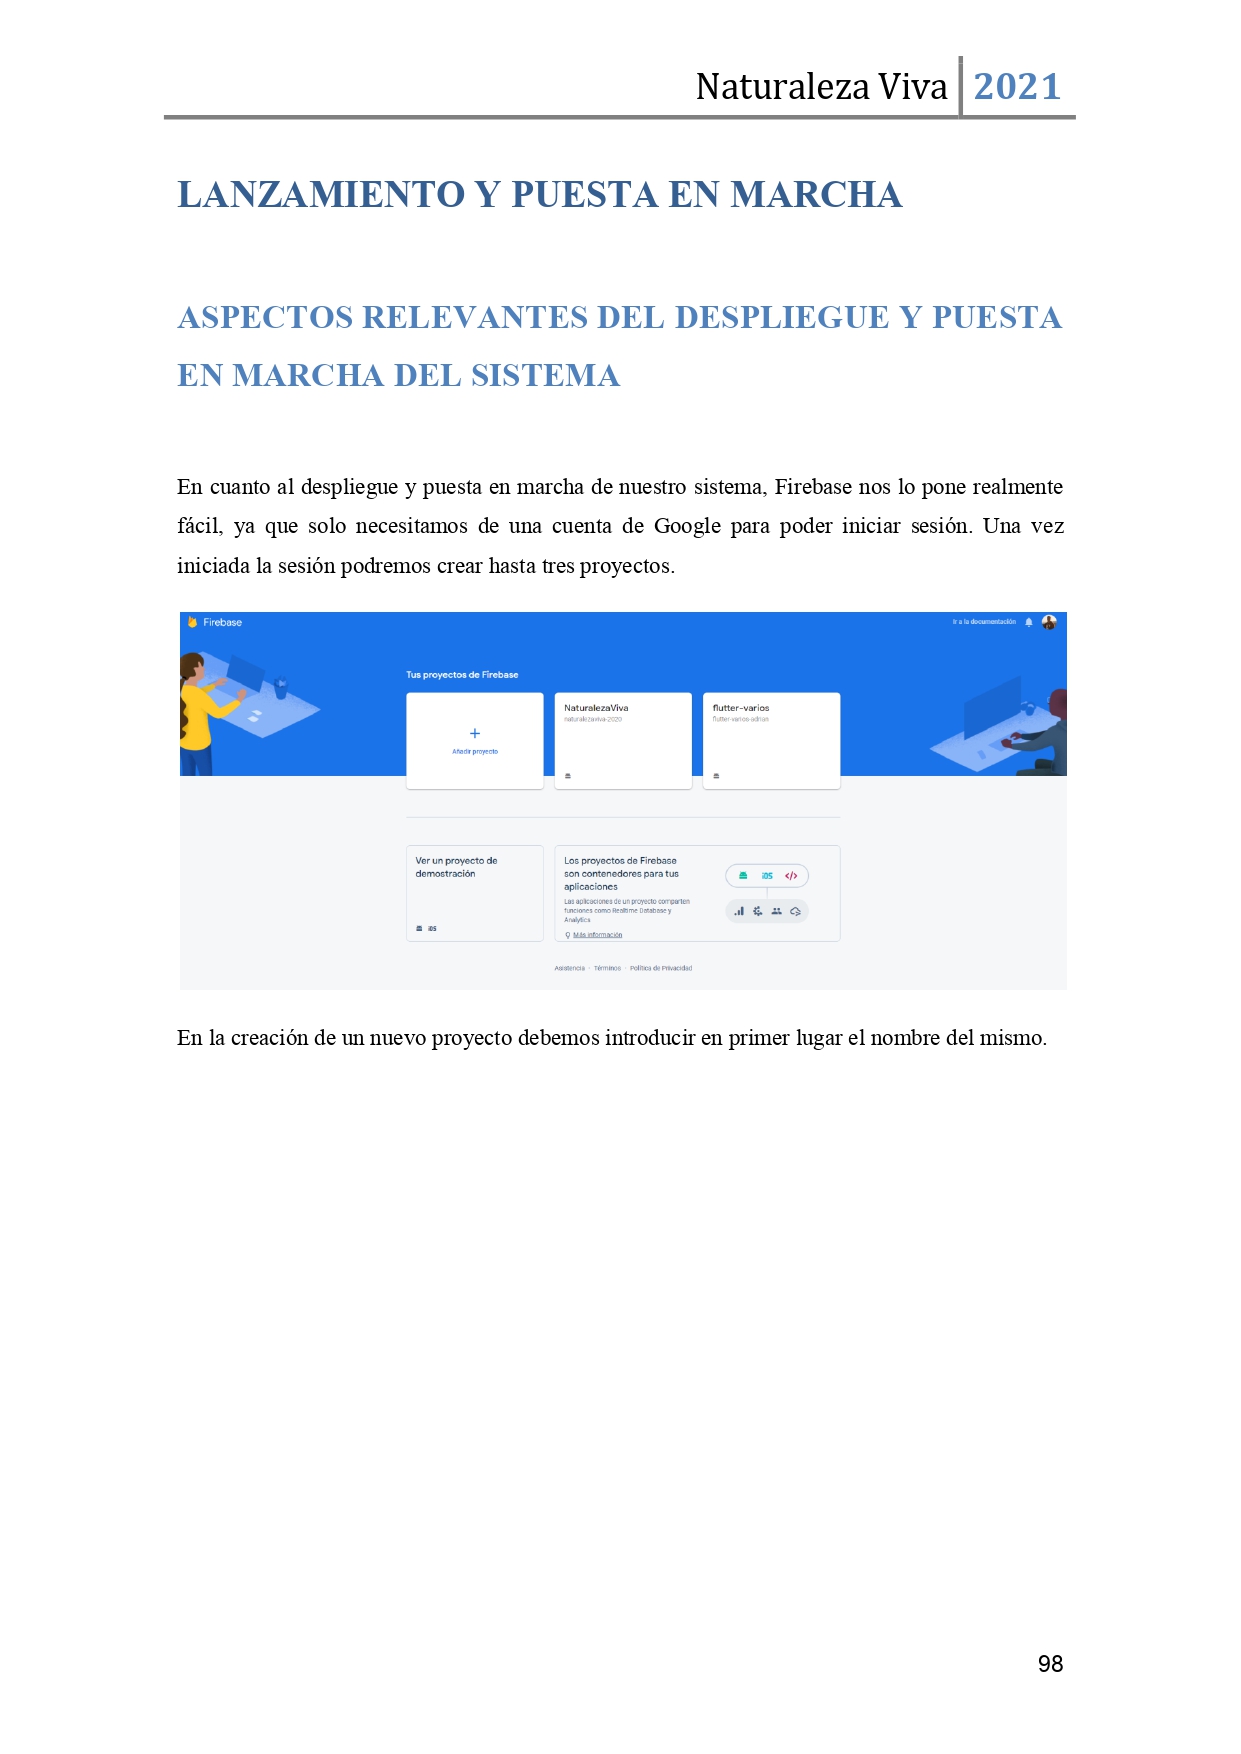 Naturaleza Viva 2021
LANZAMIENTO Y PUESTA EN MARCHA
ASPECTOS RELEVANTES DEL DESPLIEGUE Y PUESTA
EN MARCHA DEL SISTEMA
En cuanto al despliegue y puesta en marcha de nuestro sistema, Firebase nos lo pone realmente
fácil, ya que solo necesitamos de una cuenta de Google para poder iniciar sesión. Una vez
iniciada la sesión podremos crear hasta tres proyectos.
Firebase
Ir a la documentación
Tus proyectos de Firebase
+
Añadir proyecto
NaturalezaViva
naturalezaviva-2020
flutter-varios
flutter-varios-adrian
Ver un proyecto de
demostración
iOS
Los proyectos de Firebase
son contenedores para tus
aplicaciones
Las aplicaciones de un proyecto comparten
funciones como Realtime Database y
Analytics
Más información
iOS </>
Asistencia · Términos · Política de Privacidad
En la creación de un nuevo proyecto debemos introducir en primer lugar el nombre del mismo.
98